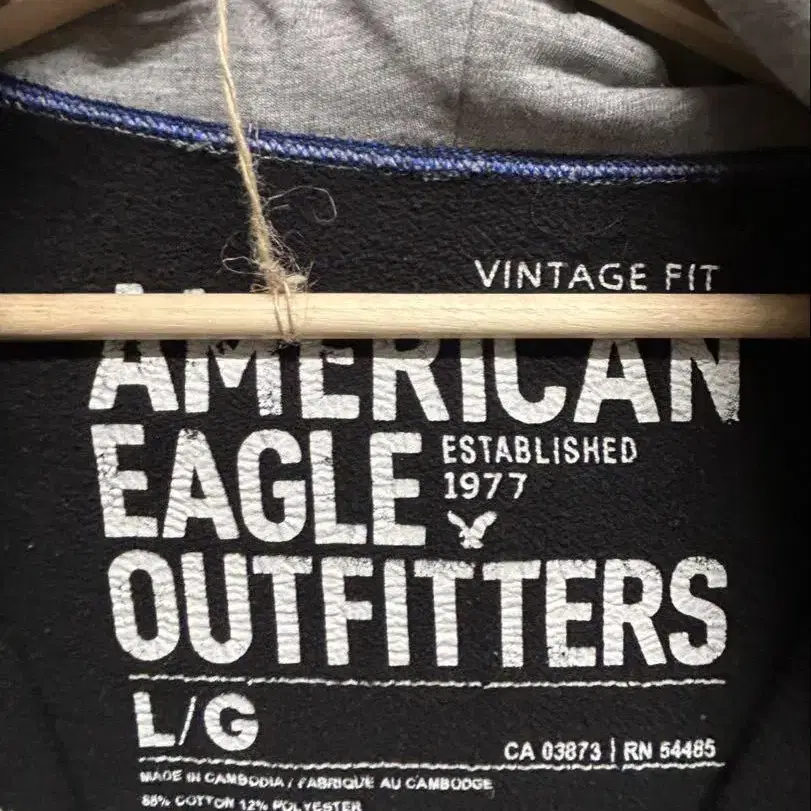 VINTAGE FIT
AMERICAN
EAGLE
ESTABLISHED
1977
OUTFITTERS
L/G
CA 03873 | RN 54485
MADE IN CAMBODIA / FABRIQUE AU CAMBODGE
88% COTTON 12% POLYESTER